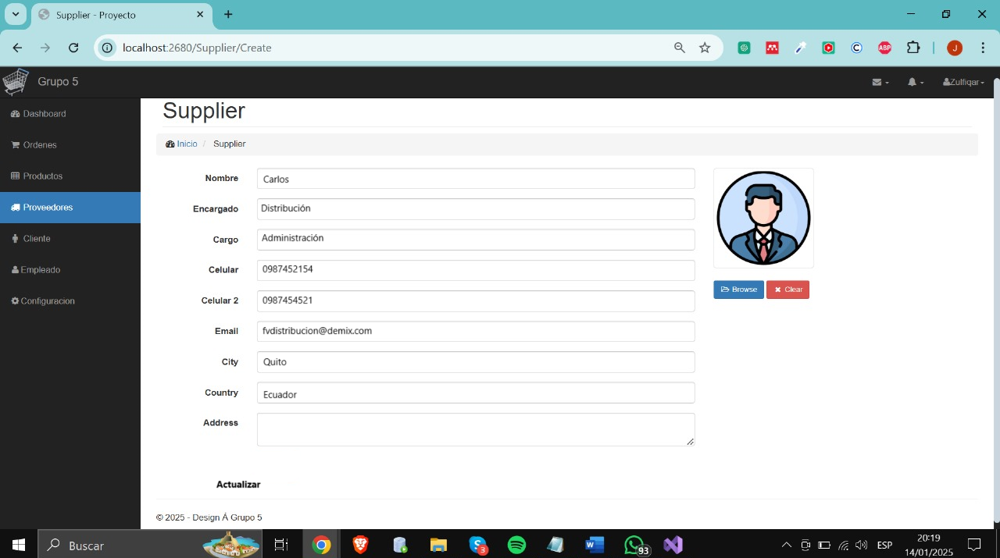 Supplier - Proyecto
localhost:2680/Supplier/Create
ABP
J
Grupo 5
Zulfiqar
Dashboard
Ordenes
Productos
Proveedores
Cliente
Empleado
Configuracion
Supplier
Inicio / Supplier
Nombre Carlos
Encargado Distribución
Cargo Administración
Celular 0987452154
Celular 2 0987454521
Email fvdistribucion@demix.com
City Quito
Country Ecuador
Address
Browse
Clear
Actualizar
© 2025 - Design Á Grupo 5
Buscar
3
93
ESP
20:19
14/01/2025